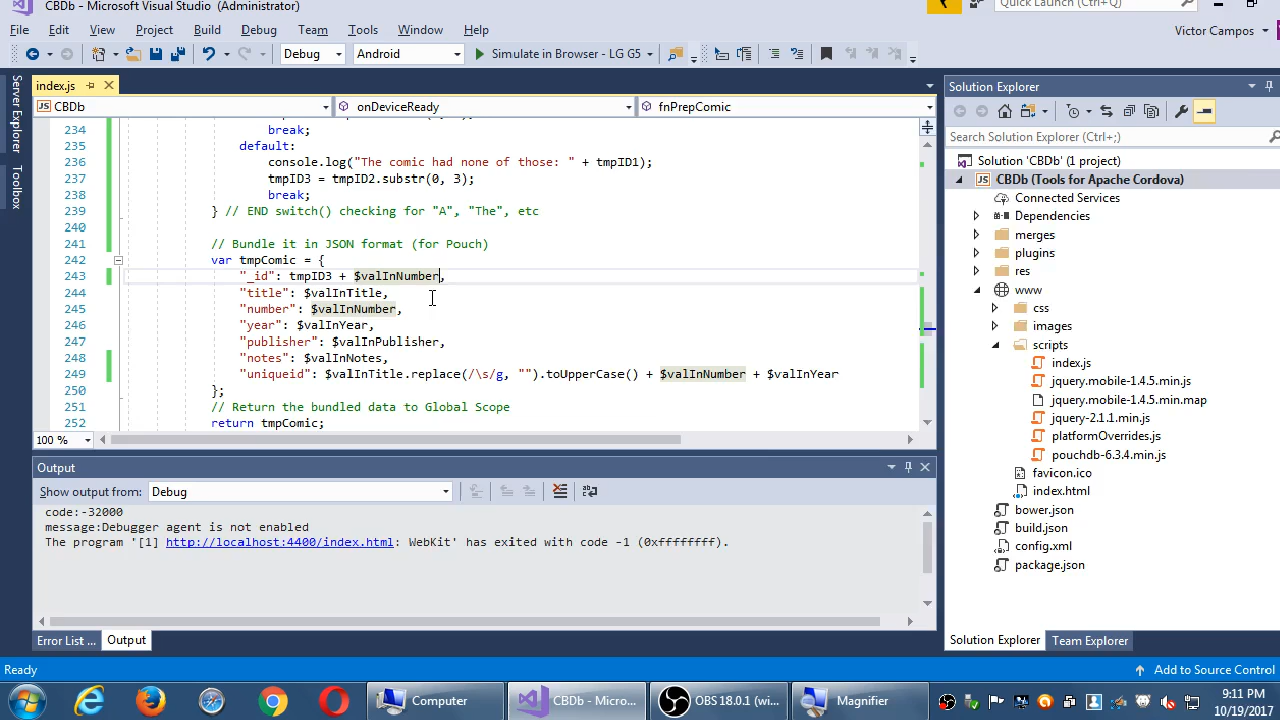 CBDb - Microsoft Visual Studio (Administrator)
Quick Launch (Ctrl+;)
File Edit View Project Build Debug Team Tools Window Help
Victor Campos
Debug Android Simulate in Browser - LG G5
index.js
Solution Explorer
CBDb onDeviceReady fnPrepComic
Search Solution Explorer (Ctrl+;)
Server Explorer
Toolbox
234 break;
235 default:
236 console.log("The comic had none of those: " + tmpID1);
237 tmpID3 = tmpID2.substr(0, 3);
238 break;
239 } // END switch() checking for "A", "The", etc
240
241 // Bundle it in JSON format (for Pouch)
242 var tmpComic = {
243 "_id": tmpID3 + $valInNumber,
244 "title": $valInTitle,
245 "number": $valInNumber,
246 "year": $valInYear,
247 "publisher": $valInPublisher,
248 "notes": $valInNotes,
249 "uniqueid": $valInTitle.replace(/\s/g, "").toUpperCase() + $valInNumber + $valInYear
250 };
251 // Return the bundled data to Global Scope
252 return tmpComic;
100 %
Solution 'CBDb' (1 project)
CBDb (Tools for Apache Cordova)
Connected Services
Dependencies
merges
plugins
res
www
css
images
scripts
index.js
jquery.mobile-1.4.5.min.js
jquery.mobile-1.4.5.min.map
jquery-2.1.1.min.js
platformOverrides.js
pouchdb-6.3.4.min.js
favicon.ico
index.html
bower.json
build.json
config.xml
package.json
Output
Show output from: Debug
code:-32000
message:Debugger agent is not enabled
The program '[1] http://localhost:4400/index.html: WebKit' has exited with code -1 (0xffffffff).
Error List ... Output
Solution Explorer Team Explorer
Ready
Add to Source Control
Computer
CBDb - Micros...
OBS 18.0.1 (wi...
Magnifier
9:11 PM
10/19/2017